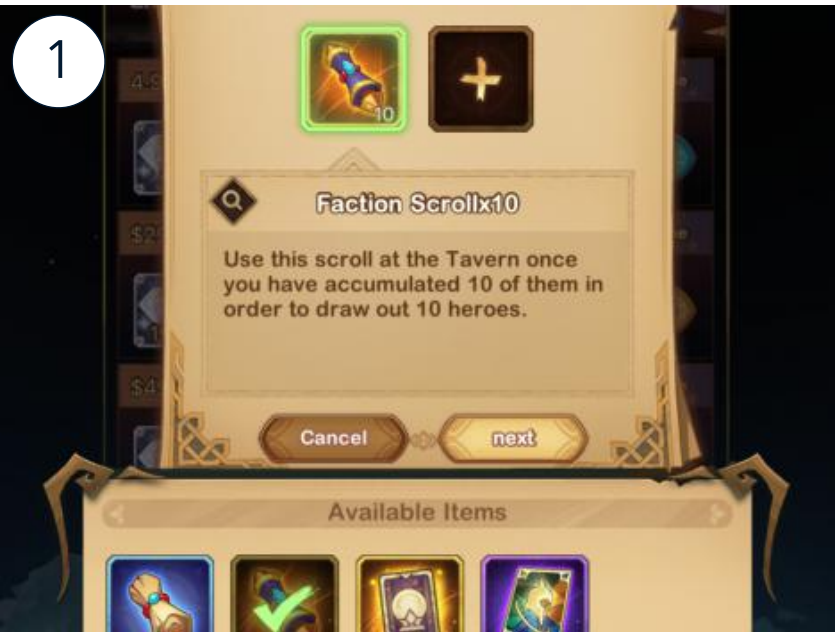 1
10
Faction Scrollx10
Use this scroll at the Tavern once
you have accumulated 10 of them in
order to draw out 10 heroes.
Cancel
next
Available Items